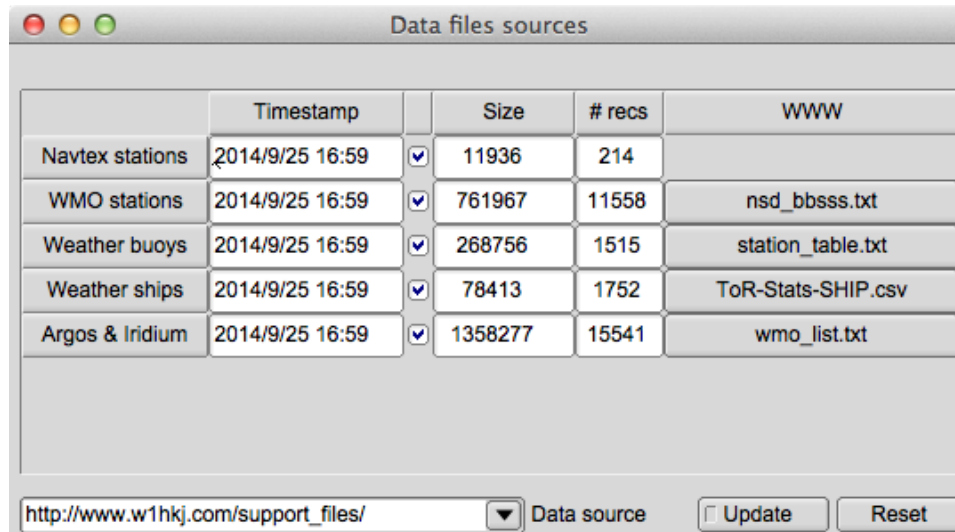 Data files sources
Timestamp Size # recs WWW
Navtex stations 2014/9/25 16:59 11936 214
WMO stations 2014/9/25 16:59 761967 11558 nsd_bbsss.txt
Weather buoys 2014/9/25 16:59 268756 1515 station_table.txt
Weather ships 2014/9/25 16:59 78413 1752 ToR-Stats-SHIP.csv
Argos & Iridium 2014/9/25 16:59 1358277 15541 wmo_list.txt
http://www.w1hkj.com/support_files/ Data source Update Reset